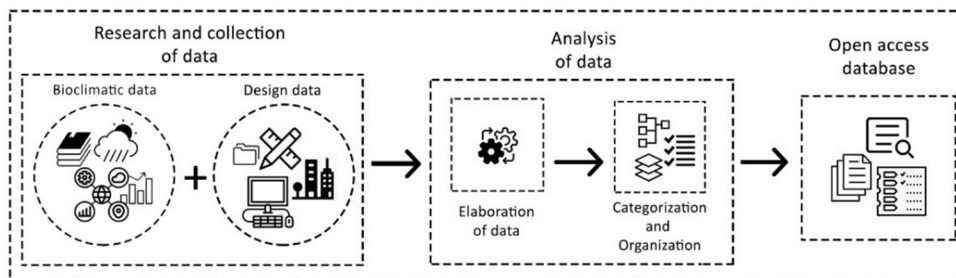 Research and collection
of data
Bioclimatic data
Design data
Analysis
of data
Elaboration
of data
Categorization
and
Organization
Open access
database